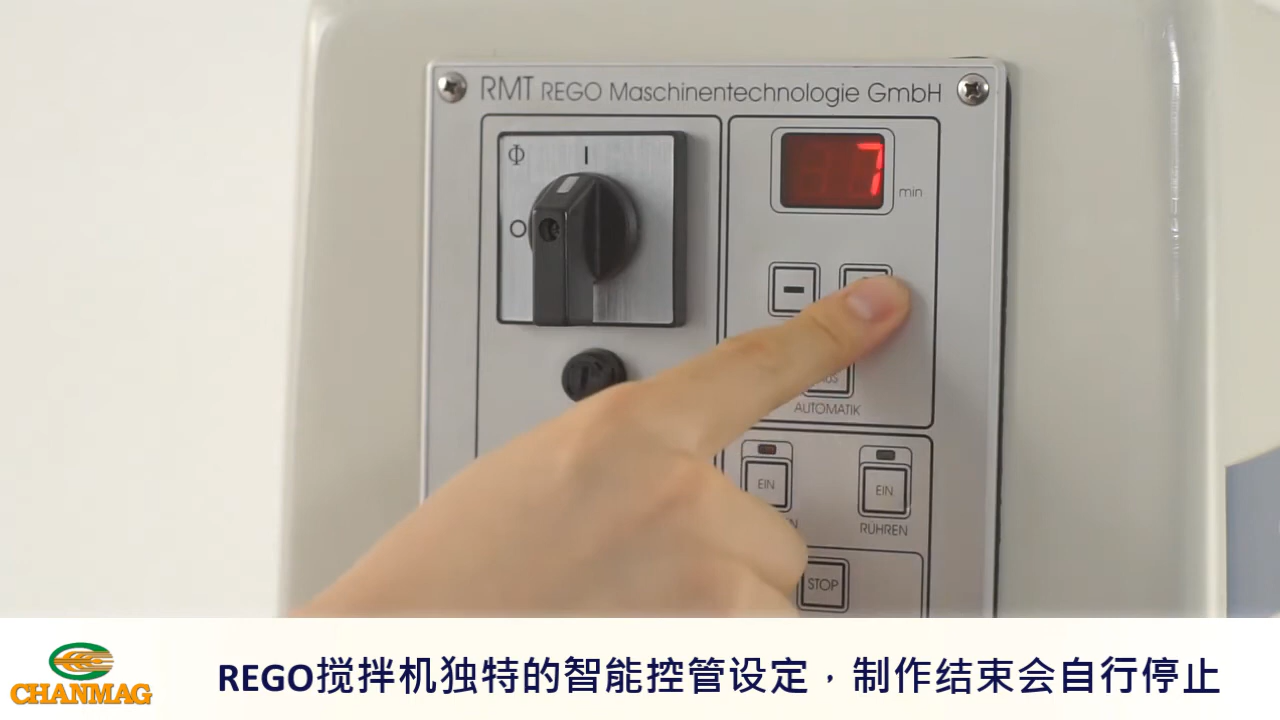 RMT REGO Maschinentechnologie GmbH
Φ I
O
7 min
-
AUS
AUTOMATIK
EIN EIN
RÜHREN
STOP
CHANMAG
REGO搅拌机独特的智能控管设定，制作结束会自行停止